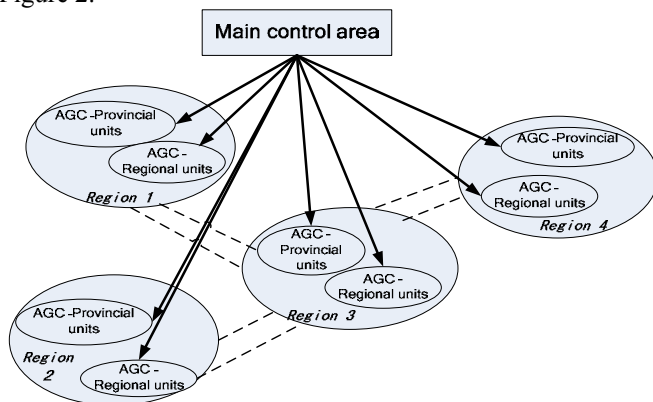 Figure 2.
Main control area
AGC-Provincial
units
AGC-
Regional units
Region 1
AGC-Provincial
units
AGC-
Regional units
Region 4
AGC-
Provincial
units
AGC-
Regional units
Region 3
AGC-Provincial
units
AGC-
Regional units
Region
2